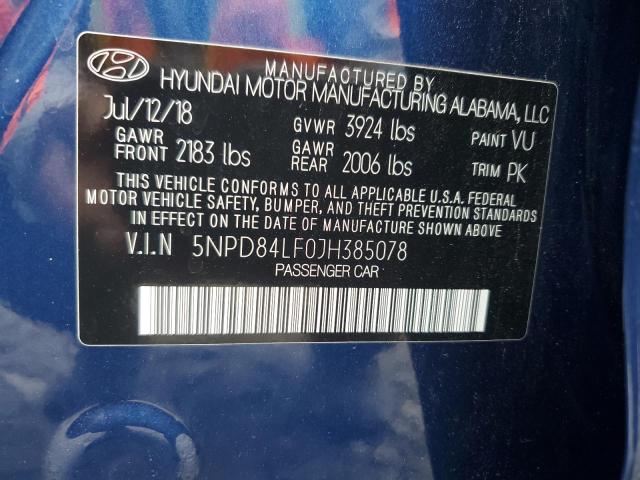 MANUFACTURED BY
HYUNDAI MOTOR MANUFACTURING ALABAMA, LLC
Jul/12/18 GVWR 3924 lbs PAINT VU
GAWR FRONT 2183 lbs GAWR REAR 2006 lbs TRIM PK
THIS VEHICLE CONFORMS TO ALL APPLICABLE U.S.A. FEDERAL
MOTOR VEHICLE SAFETY, BUMPER, AND THEFT PREVENTION STANDARDS
IN EFFECT ON THE DATE OF MANUFACTURE SHOWN ABOVE.
V.I.N 5NPD84LF0JH385078
PASSENGER CAR